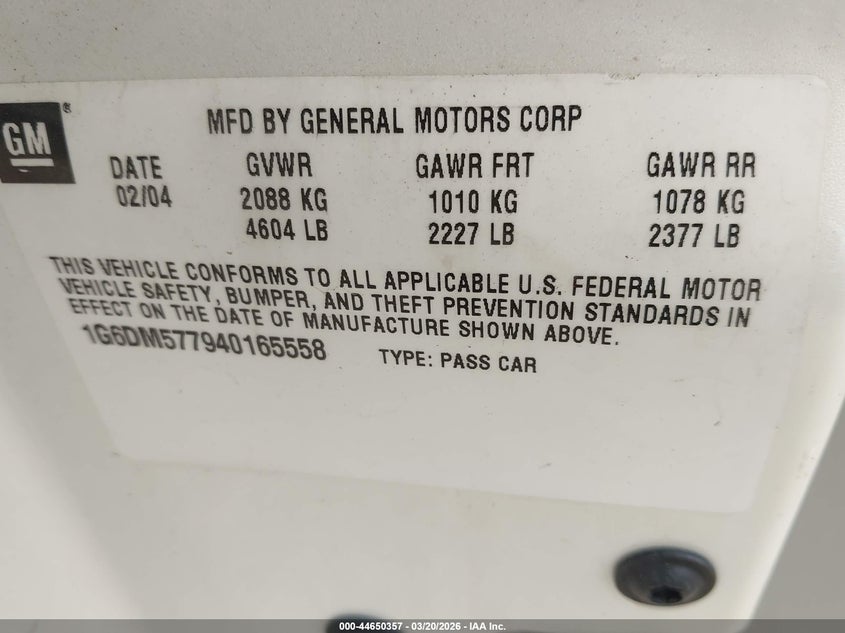 GM®
MFD BY GENERAL MOTORS CORP
DATE GVWR GAWR FRT GAWR RR
02/04 2088 KG 1010 KG 1078 KG
4604 LB 2227 LB 2377 LB
THIS VEHICLE CONFORMS TO ALL APPLICABLE U.S. FEDERAL MOTOR
VEHICLE SAFETY, BUMPER, AND THEFT PREVENTION STANDARDS IN
EFFECT ON THE DATE OF MANUFACTURE SHOWN ABOVE.
1G6DM577940165558 TYPE: PASS CAR
000-44650357 - 03/20/2026 - IAA Inc.